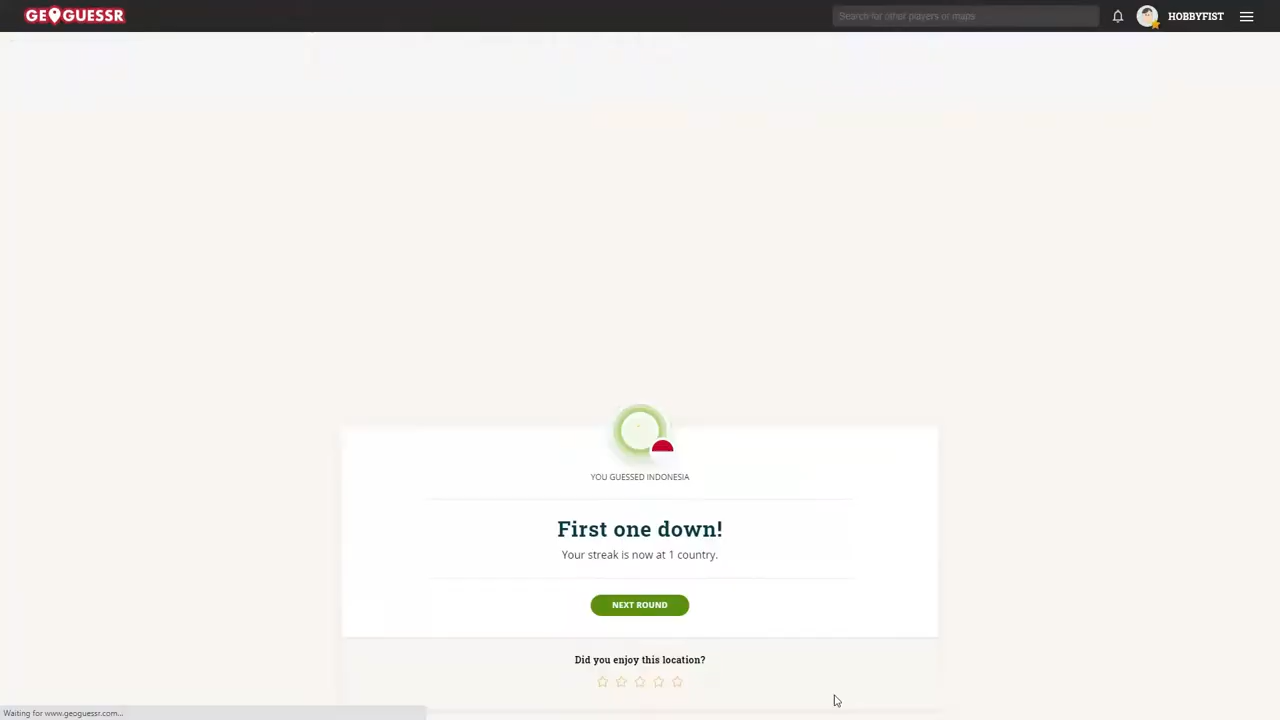 GEOGUESSR
Search for other players or maps
HOBBYFIST
YOU GUESSED INDONESIA
First one down!
Your streak is now at 1 country.
NEXT ROUND
Did you enjoy this location?
Waiting for www.geoguessr.com...